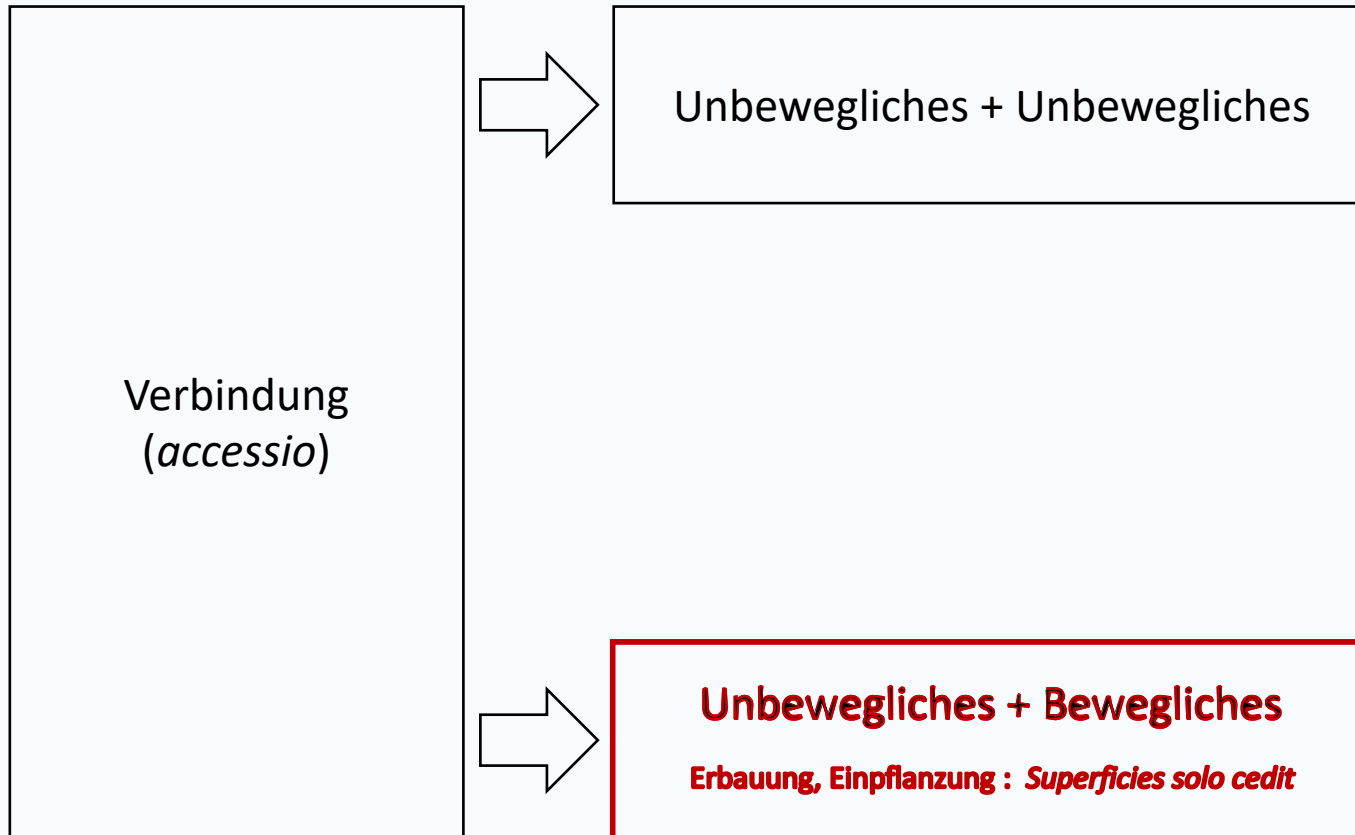 Verbindung
(accessio)
Unbewegliches + Unbewegliches
Unbewegliches + Bewegliches
Erbauung, Einpflanzung : Superficies solo cedit